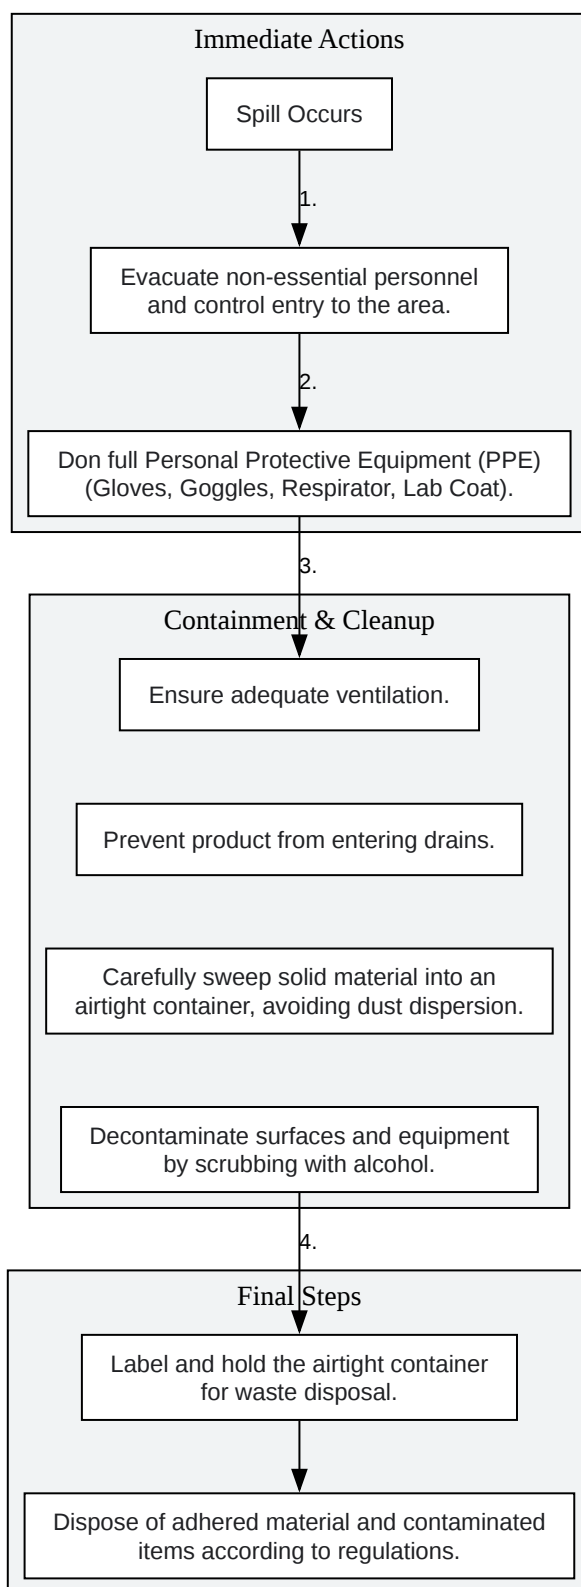 Immediate Actions
Spill Occurs
1.
Evacuate non-essential personnel
and control entry to the area.
2.
Don full Personal Protective Equipment (PPE)
(Gloves, Goggles, Respirator, Lab Coat).
3.
Containment & Cleanup
Ensure adequate ventilation.
Prevent product from entering drains.
Carefully sweep solid material into an
airtight container, avoiding dust dispersion.
Decontaminate surfaces and equipment
by scrubbing with alcohol.
4.
Final Steps
Label and hold the airtight container
for waste disposal.
Dispose of adhered material and contaminated
items according to regulations.